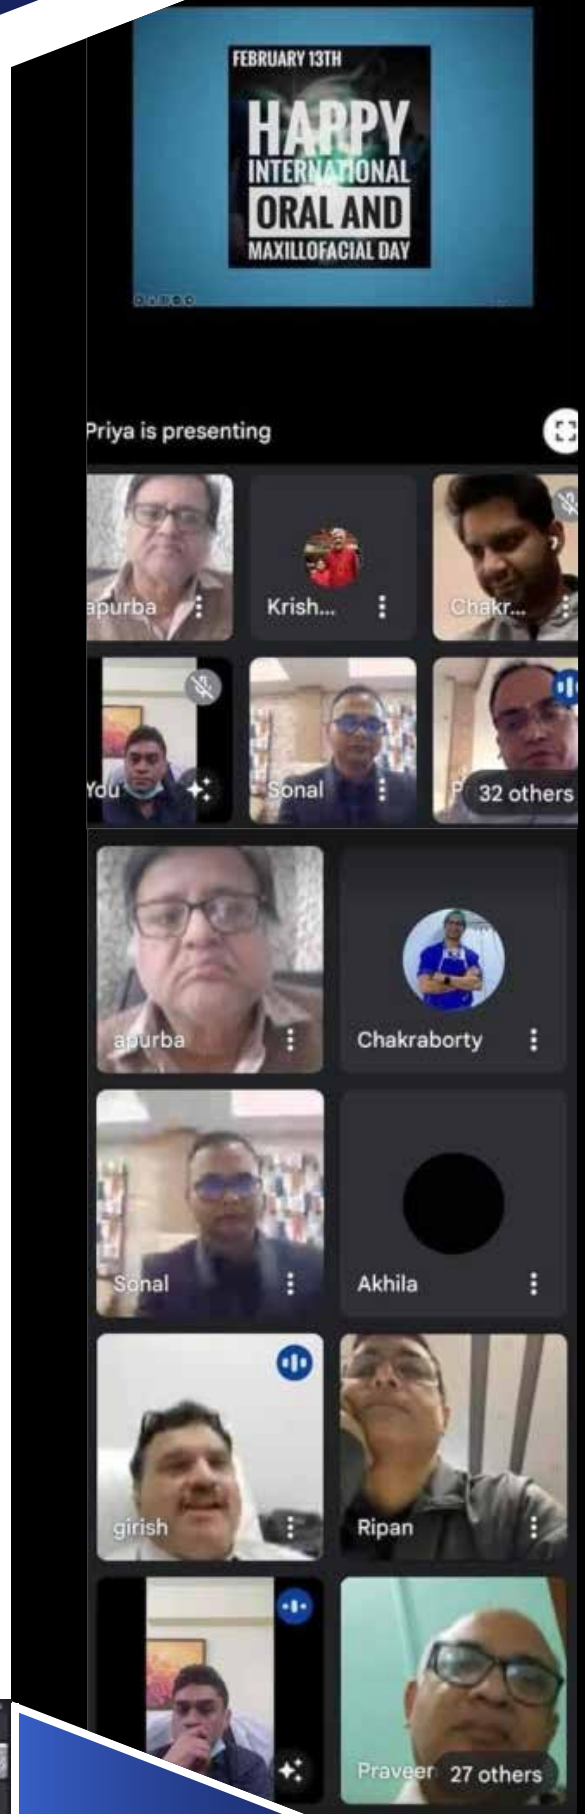 FEBRUARY 13TH
HAPPY
INTERNATIONAL
ORAL AND
MAXILLOFACIAL DAY
Priya is presenting
apurba
Krish...
Chakr...
You
Sonal
P
32 others
apurba
Chakraborty
Sonal
Akhila
girish
Ripan
Praveer
27 others